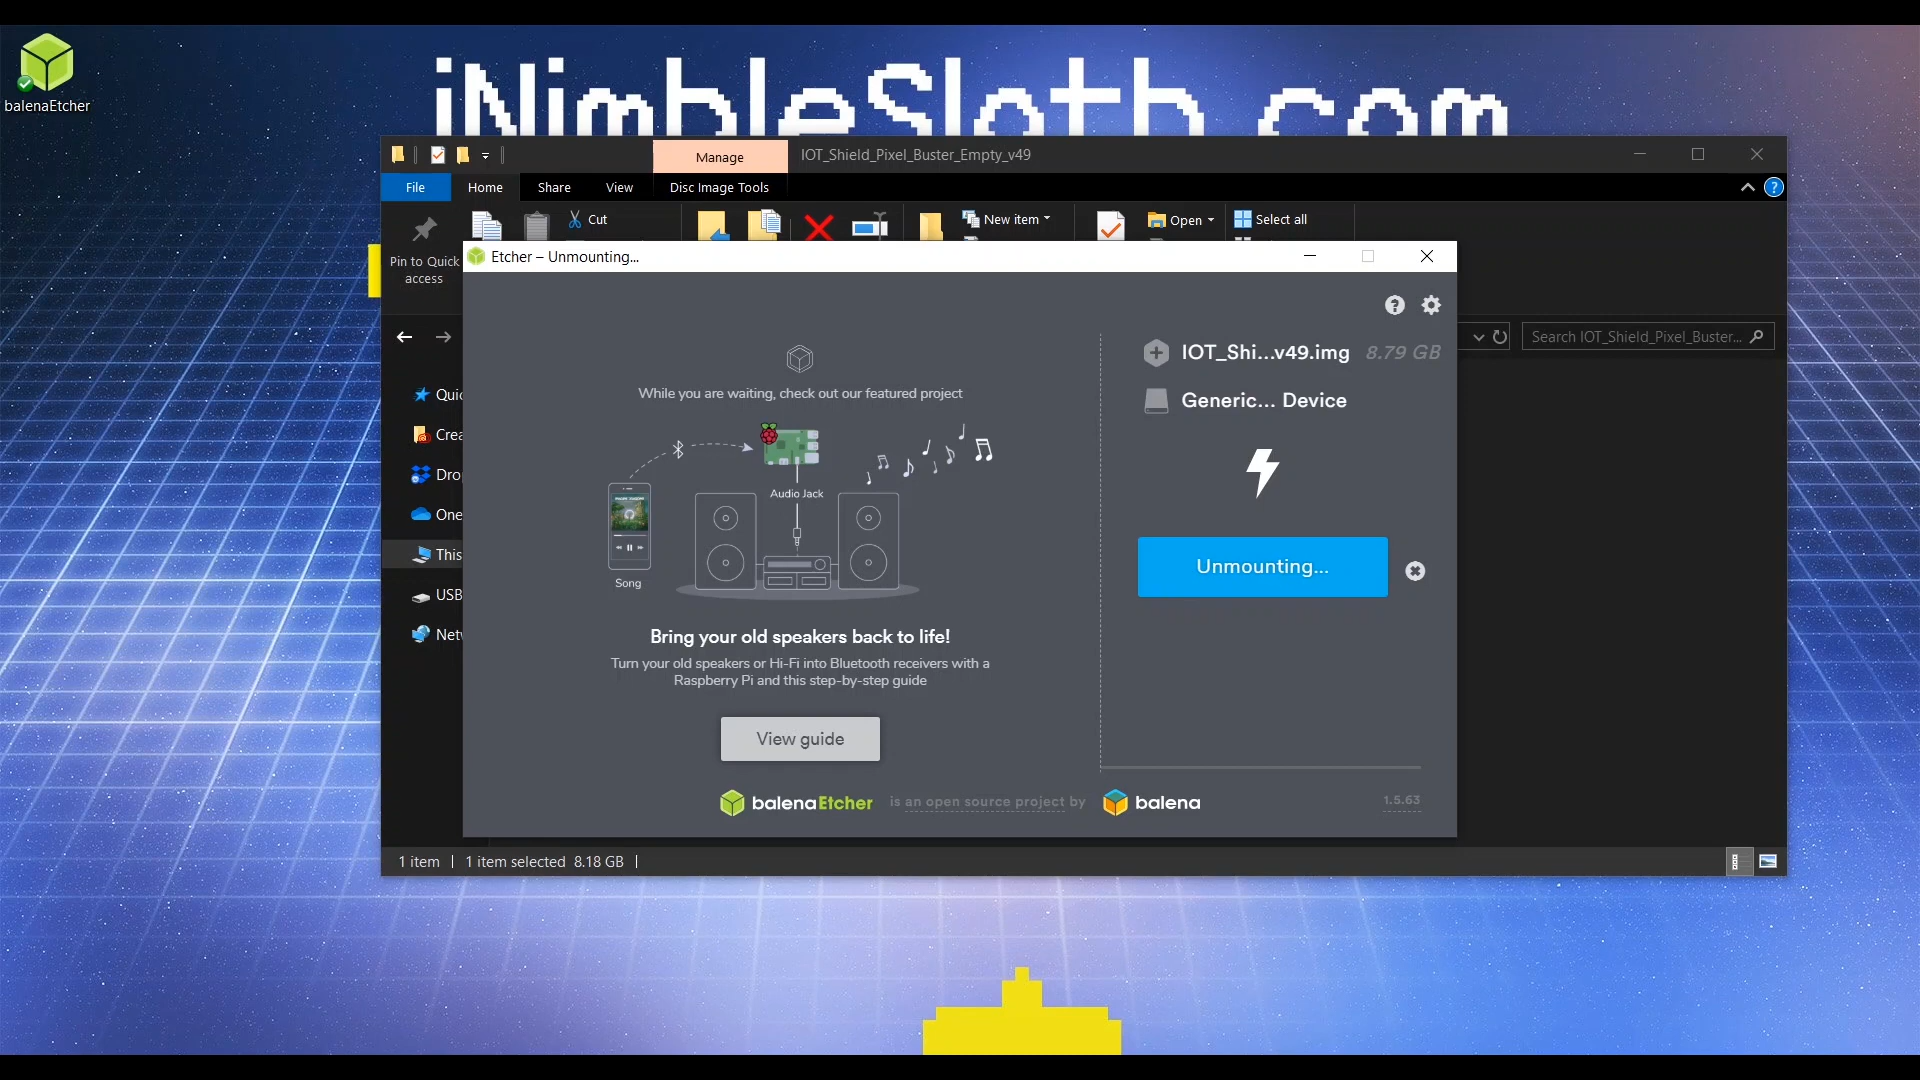 balenaEtcher
iNimbleSloth.com
Manage
IOT_Shield_Pixel_Buster_Empty_v49
File
Home
Share
View
Disc Image Tools
Cut
New item
Open
Select all
Pin to Quick
access
Etcher – Unmounting...
Search IOT_Shield_Pixel_Buster...
Quic
Crea
Dro
One
This
USB
Netw
While you are waiting, check out our featured project
Audio Jack
Song
Bring your old speakers back to life!
Turn your old speakers or Hi-Fi into Bluetooth receivers with a
Raspberry Pi and this step-by-step guide
View guide
IOT_Shi...v49.img 8.79 GB
Generic... Device
Unmounting...
balenaEtcher is an open source project by balena
1.5.63
1 item 1 item selected 8.18 GB